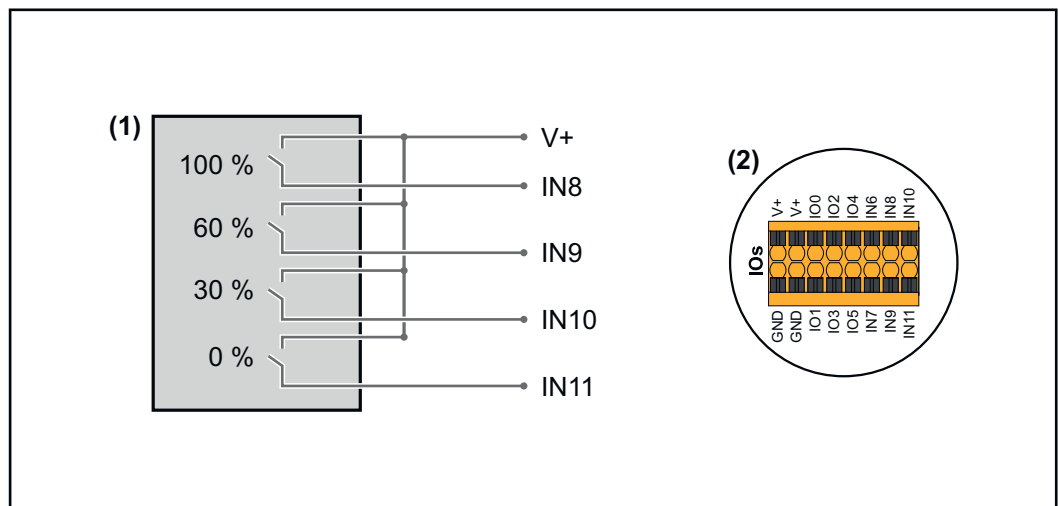 (1)
100 %
60 %
30 %
0 %
V+
IN8
IN9
IN10
IN11
(2)
V+ V+ IO0 IO2 IO4 IN6 IN8 IN10
IOs
GND GND IO1 IO3 IO5 IN7 IN9 IN11